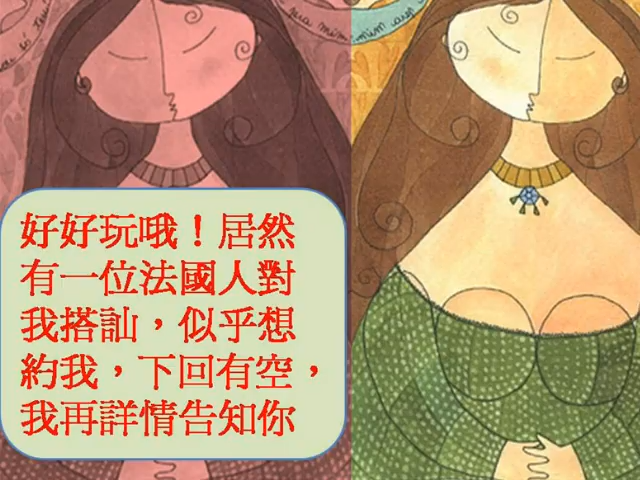 好好玩哦！居然
有一位法國人對
我搭訕，似乎想
約我，下回有空，
我再詳情告知你